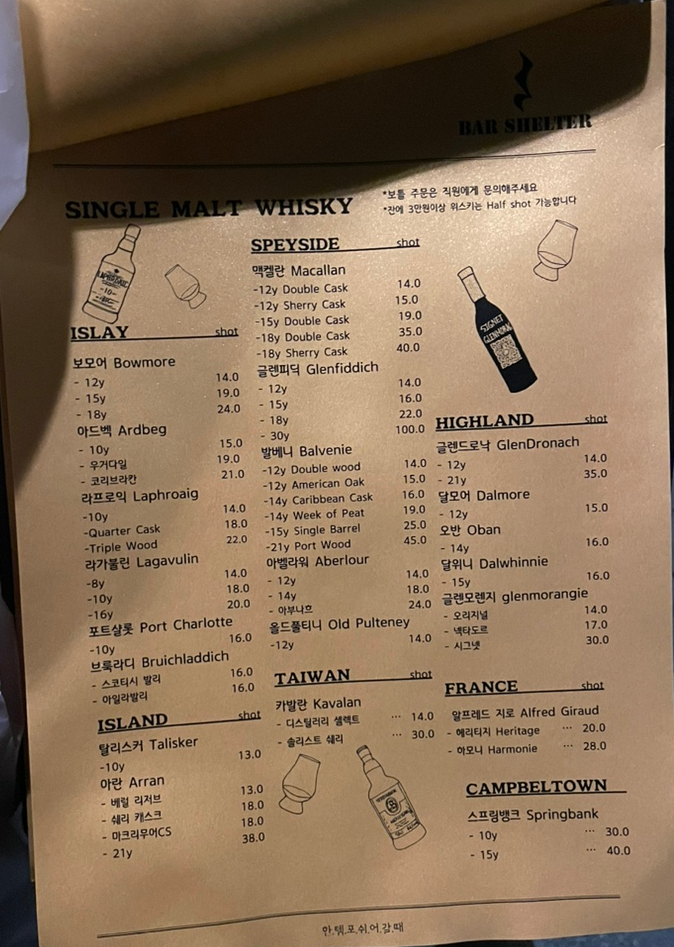 BAR SHELTER
SINGLE MALT WHISKY
*보틀 주문은 직원에게 문의해주세요
*잔에 3만원이상 위스키는 Half shot 가능합니다
ISLAY shot
보모어 Bowmore
- 12y 14.0
- 15y 19.0
- 18y 24.0
아드벡 Ardbeg
- 10y 15.0
- 우거다일 19.0
- 코리브라칸 21.0
라프로익 Laphroaig
-10y 14.0
-Quarter Cask 18.0
-Triple Wood 22.0
라가불린 Lagavulin
-8y 14.0
-10y 18.0
-16y 20.0
포트샬롯 Port Charlotte
-10y 16.0
브룩라디 Bruichladdich
- 스코티시 발리 16.0
- 아일라발리 16.0
ISLAND shot
탈리스커 Talisker
-10y 13.0
아란 Arran
- 베럴 리저브 13.0
- 쉐리 캐스크 18.0
- 마크리무어CS 18.0
- 21y 38.0
SPEYSIDE shot
맥켈란 Macallan
-12y Double Cask 14.0
-12y Sherry Cask 15.0
-15y Double Cask 19.0
-18y Double Cask 35.0
-18y Sherry Cask 40.0
글렌피딕 Glenfiddich
- 12y 14.0
- 15y 16.0
- 18y 22.0
- 30y 100.0
발베니 Balvenie
-12y Double wood 14.0
-12y American Oak 15.0
-14y Caribbean Cask 16.0
-14y Week of Peat 19.0
-15y Single Barrel 25.0
-21y Port Wood 45.0
아벨라워 Aberlour
- 12y 14.0
- 14y 18.0
- 아부나흐 24.0
올드풀티니 Old Pulteney
-12y 14.0
TAIWAN shot
카발란 Kavalan
- 디스틸러리 셀렉트 ··· 14.0
- 솔리스트 쉐리 ··· 30.0
SIGNET
GLENMORAN
HIGHLAND shot
글렌드로낙 GlenDronach
- 12y 14.0
- 21y 35.0
달모어 Dalmore
- 12y 15.0
오반 Oban
- 14y 16.0
달위니 Dalwhinnie
- 15y 16.0
글렌모렌지 glenmorangie
- 오리지널 14.0
- 넥타도르 17.0
- 시그넷 30.0
FRANCE shot
알프레드 지로 Alfred Giraud
- 헤리티지 Heritage ··· 20.0
- 하모니 Harmonie ··· 28.0
CAMPBELTOWN
스프링뱅크 Springbank
- 10y ··· 30.0
- 15y ··· 40.0
안.텍.포.쉬.어.갈.때